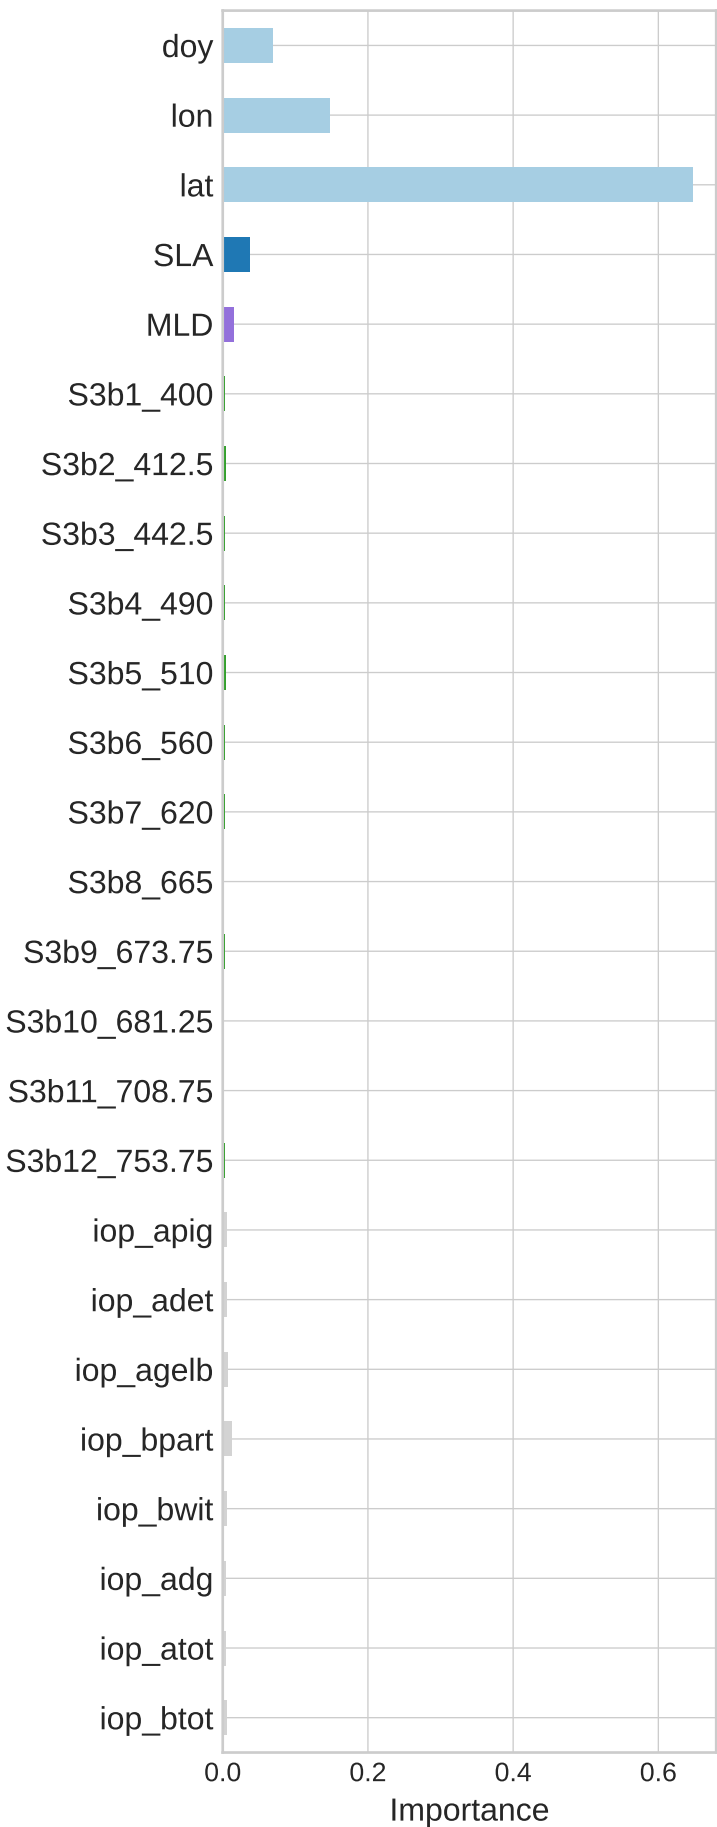 doy
lon
lat
SLA
MLD
S3b1_400
S3b2_412.5
S3b3_442.5
S3b4_490
S3b5_510
S3b6_560
S3b7_620
S3b8_665
S3b9_673.75
S3b10_681.25
S3b11_708.75
S3b12_753.75
iop_apig
iop_adet
iop_agelb
iop_bpart
iop_bwit
iop_adg
iop_atot
iop_btot
0.0 0.2 0.4 0.6
Importance